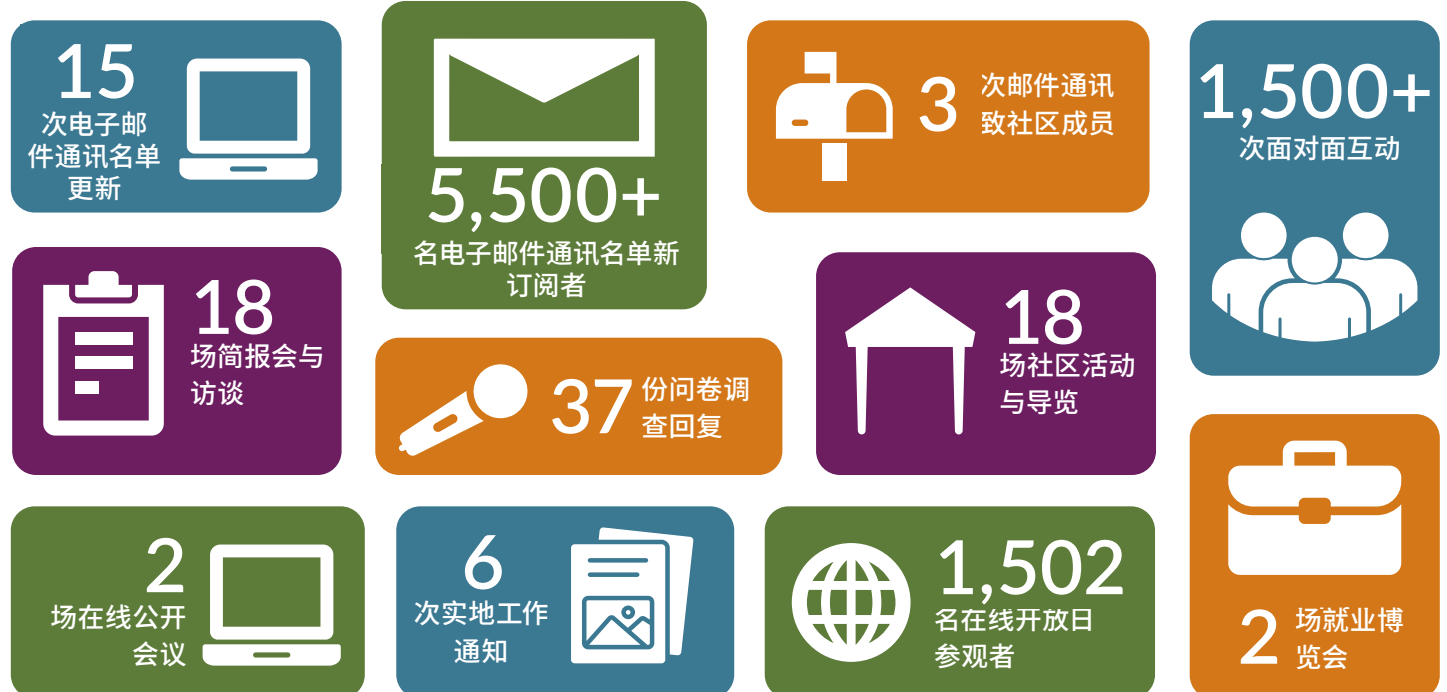 15
次电子邮
件通讯名单
更新
5,500+
名电子邮件通讯名单新
订阅者
3
次邮件通讯
致社区成员
1,500+
次面对面互动
18
场简报会与
访谈
37
份问卷调
查回复
18
场社区活动
与导览
2
场在线公开
会议
6
次实地工作
通知
1,502
名在线开放日
参观者
2
场就业博
览会